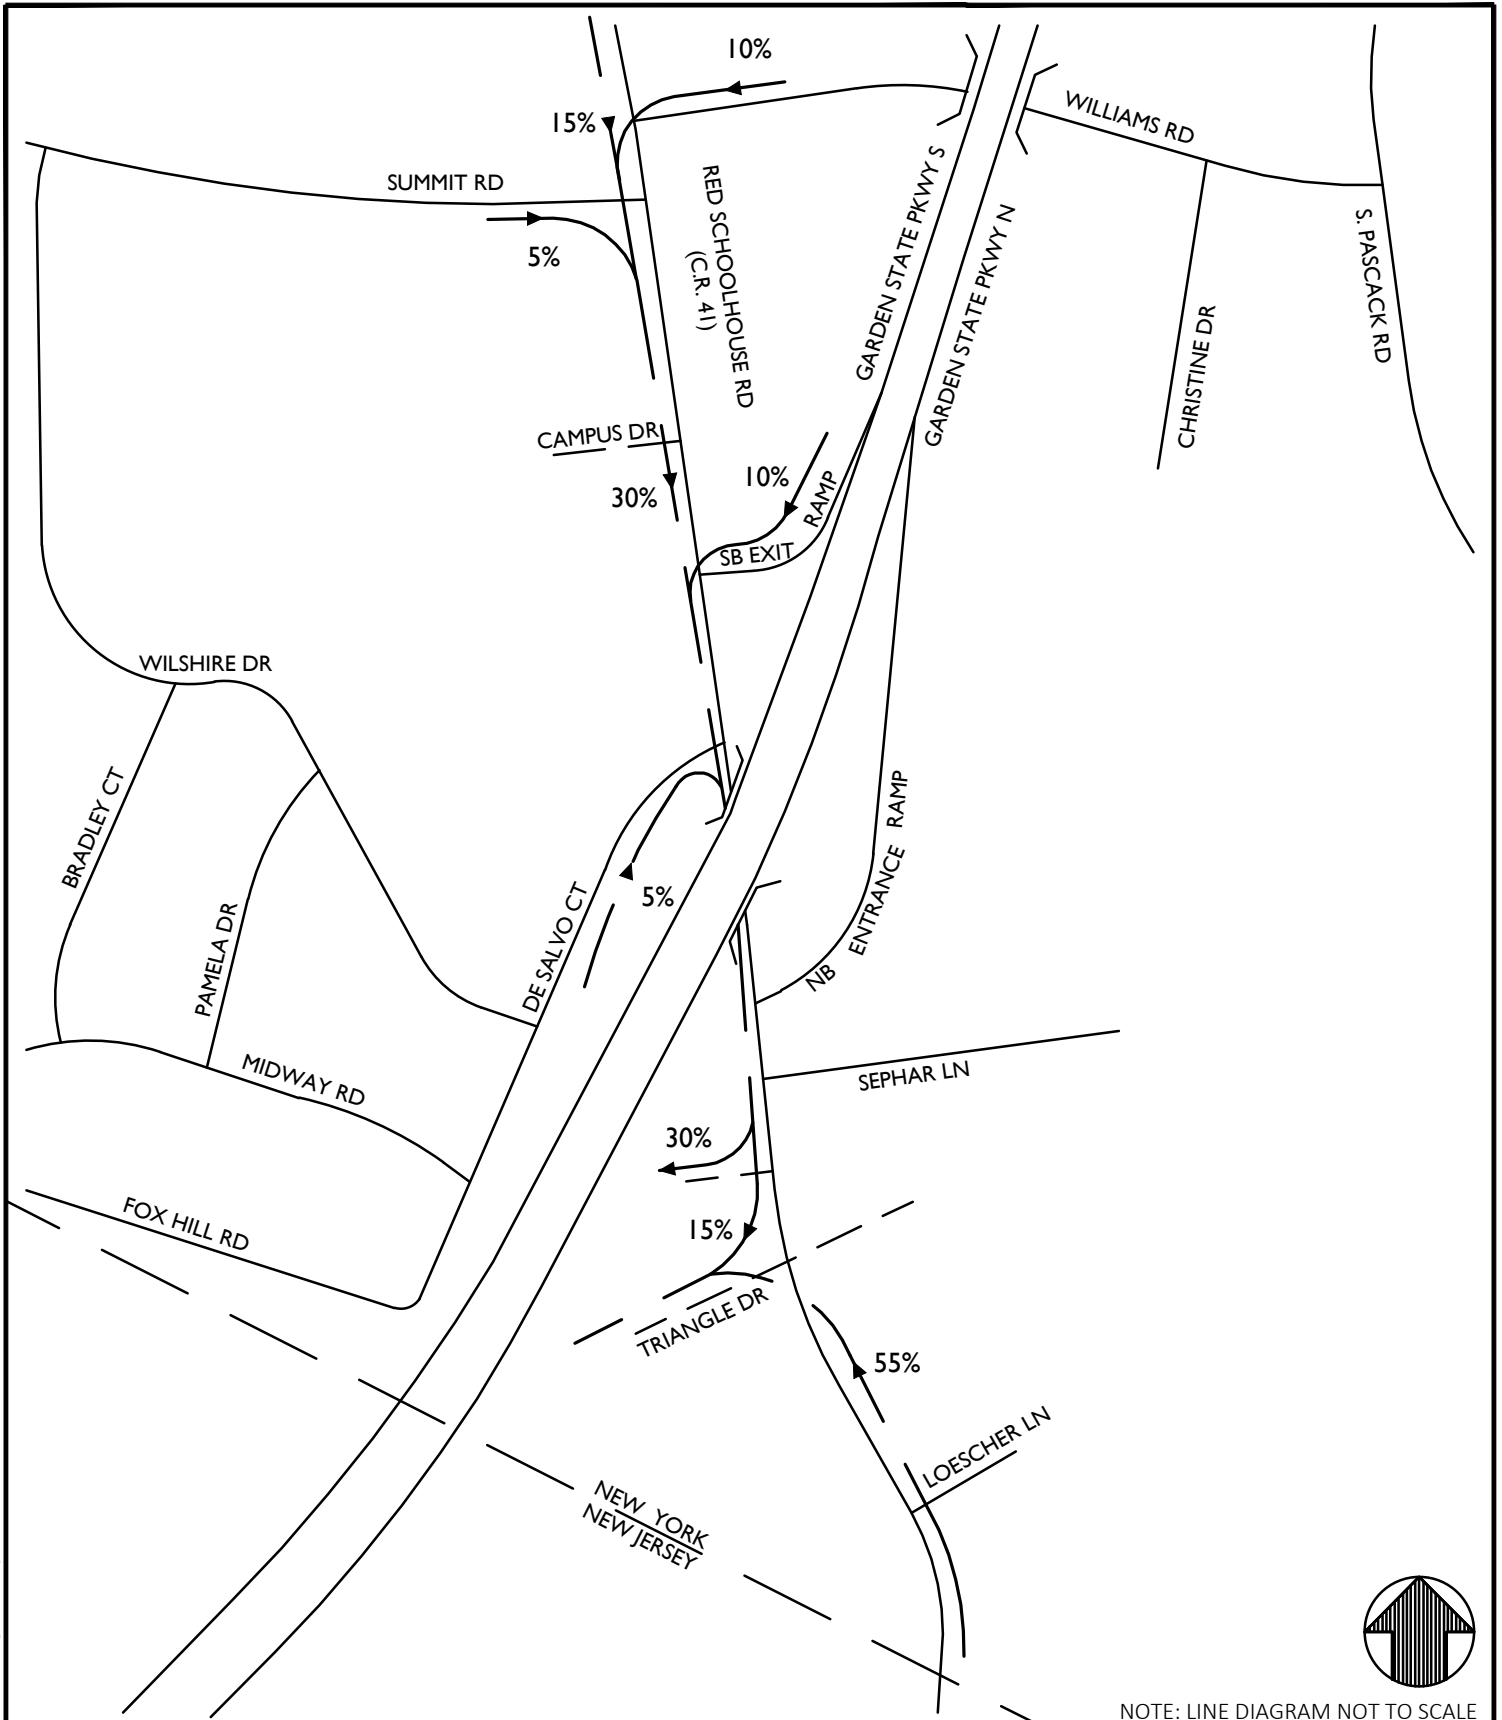 10%
15%
WILLIAMS RD
SUMMIT RD
5%
RED SCHOOLHOUSE RD
(C.R. 41)
GARDEN STATE PKWY S
GARDEN STATE PKWY N
S. PASCACK RD
CHRISTINE DR
CAMPUS DR
30%
10%
SB EXIT RAMP
WILSHIRE DR
BRADLEY CT
PAMELA DR
DE SALVO CT
5%
NB ENTRANCE RAMP
MIDWAY RD
SEPHAR LN
30%
FOX HILL RD
15%
TRIANGLE DR
55%
LOESCHER LN
NEW YORK
NEW JERSEY
NOTE: LINE DIAGRAM NOT TO SCALE